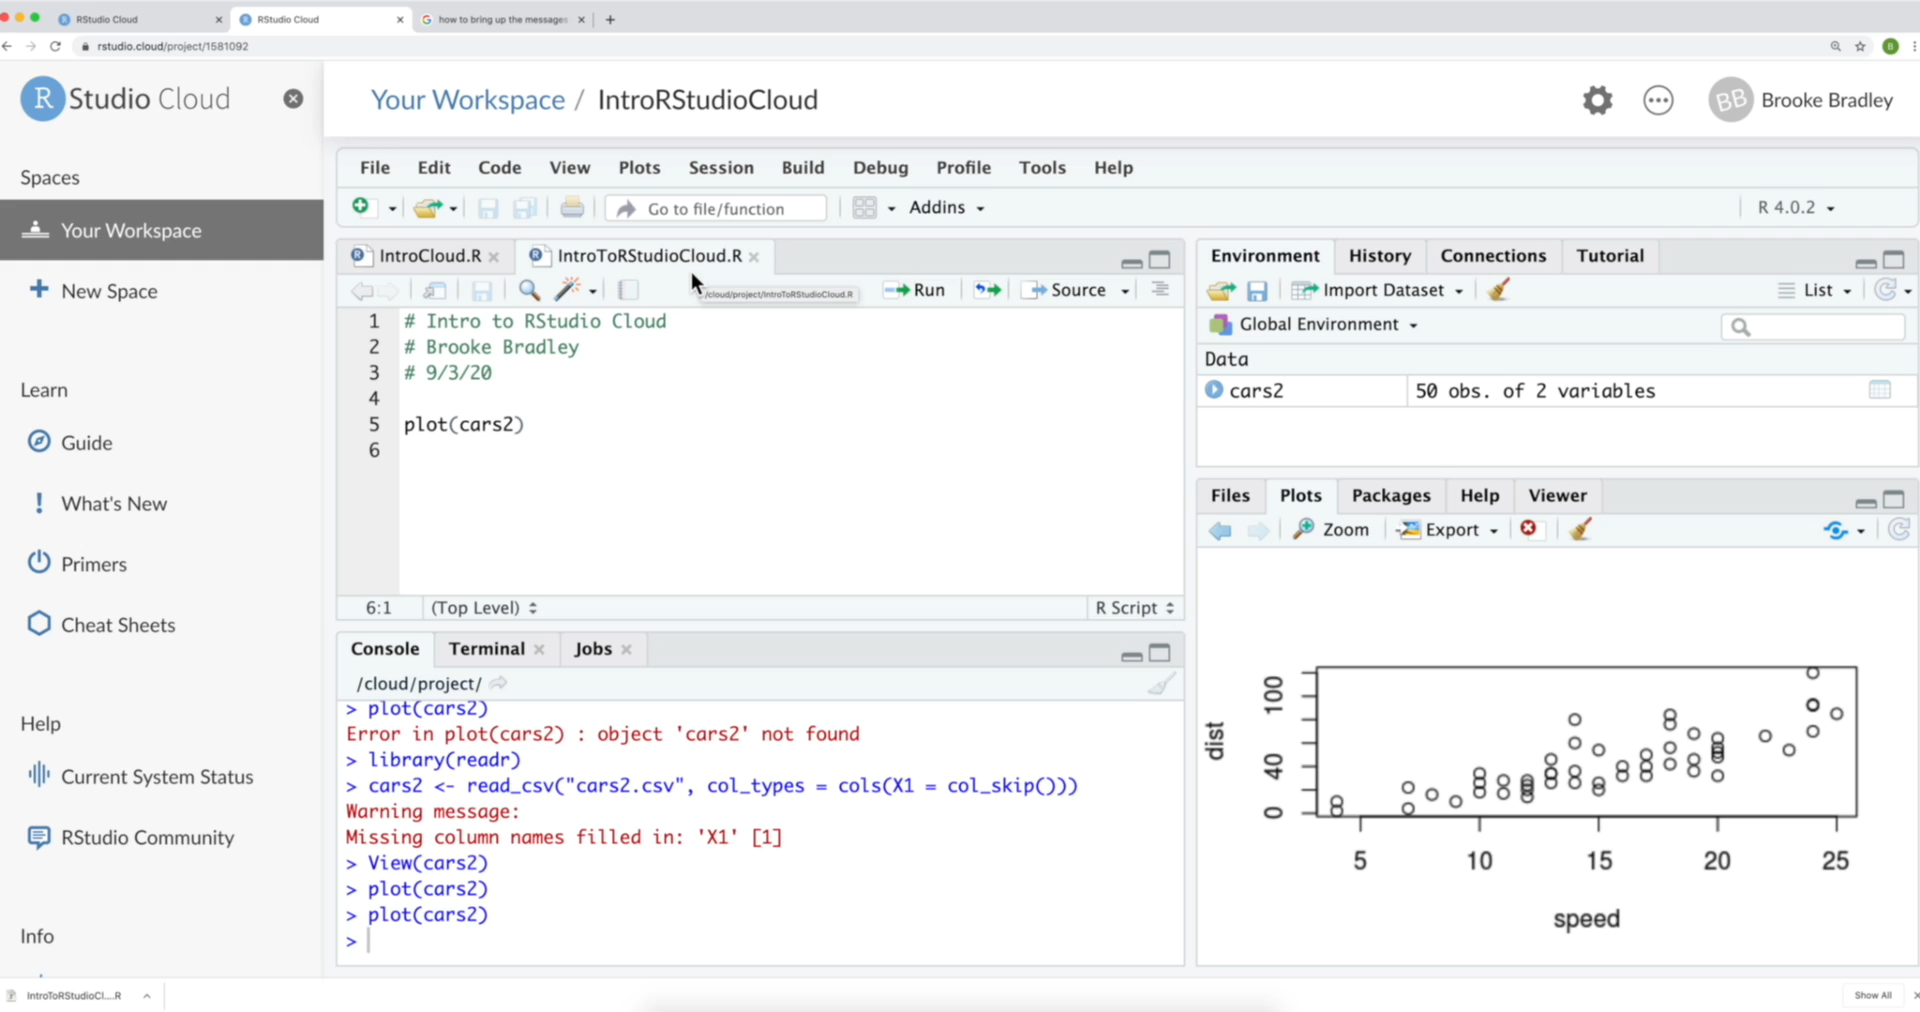 RStudio Cloud
RStudio Cloud
how to bring up the messages
rstudio.cloud/project/1581092
B
R Studio Cloud
Your Workspace / IntroRStudioCloud
BB Brooke Bradley
Spaces
Your Workspace
New Space
Learn
Guide
What's New
Primers
Cheat Sheets
Help
Current System Status
RStudio Community
Info
File Edit Code View Plots Session Build Debug Profile Tools Help
Go to file/function
Addins
R 4.0.2
IntroCloud.R
IntroToRStudioCloud.R
Run
Source
/cloud/project/IntroToRStudioCloud.R
1 # Intro to RStudio Cloud
2 # Brooke Bradley
3 # 9/3/20
4
5 plot(cars2)
6
6:1 (Top Level) R Script
Console Terminal Jobs
/cloud/project/
> plot(cars2)
Error in plot(cars2) : object 'cars2' not found
> library(readr)
> cars2 <- read_csv("cars2.csv", col_types = cols(X1 = col_skip()))
Warning message:
Missing column names filled in: 'X1' [1]
> View(cars2)
> plot(cars2)
> plot(cars2)
>
Environment History Connections Tutorial
Import Dataset
List
Global Environment
Data
cars2 50 obs. of 2 variables
Files Plots Packages Help Viewer
Zoom Export
dist
100
40
0
5 10 15 20 25
speed
IntroToRStudioCl....R
Show All